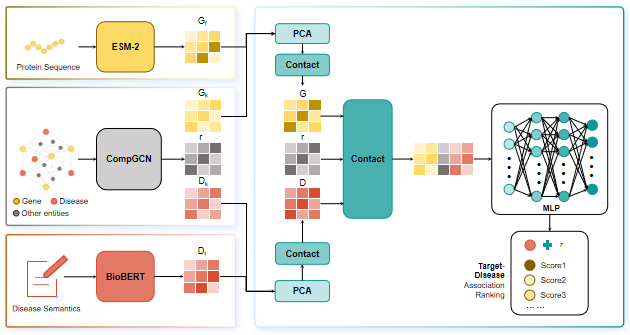 ESM-2
Protein Sequence
G_f
CompGCN
Gene
Disease
Other entities
G_k
r
D_k
BioBERT
Disease Semantics
D_f
PCA
Contact
G
r
D
Contact
PCA
Contact
MLP
r
Target-
Disease
Association
Ranking
Score1
Score2
Score3
... ...